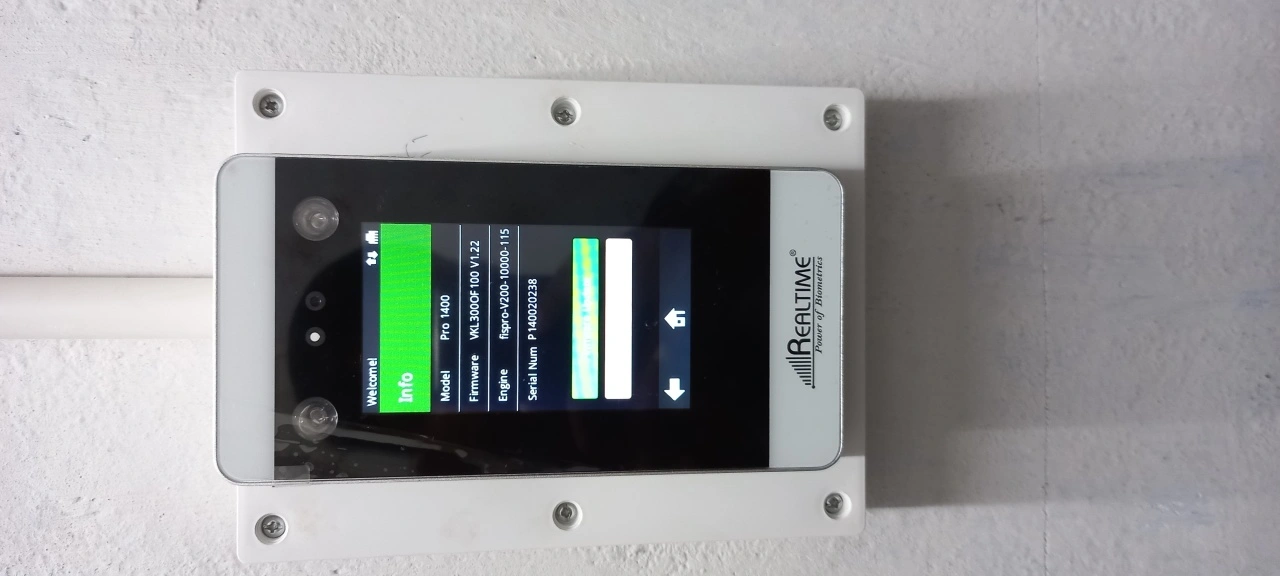 Welcome!
Info
Model Pro 1400
Firmware VKL3000F100 V1.22
Engine fispro-V200-10000-115
Serial Num P140020238
REALTIME®
Power of Biometrics